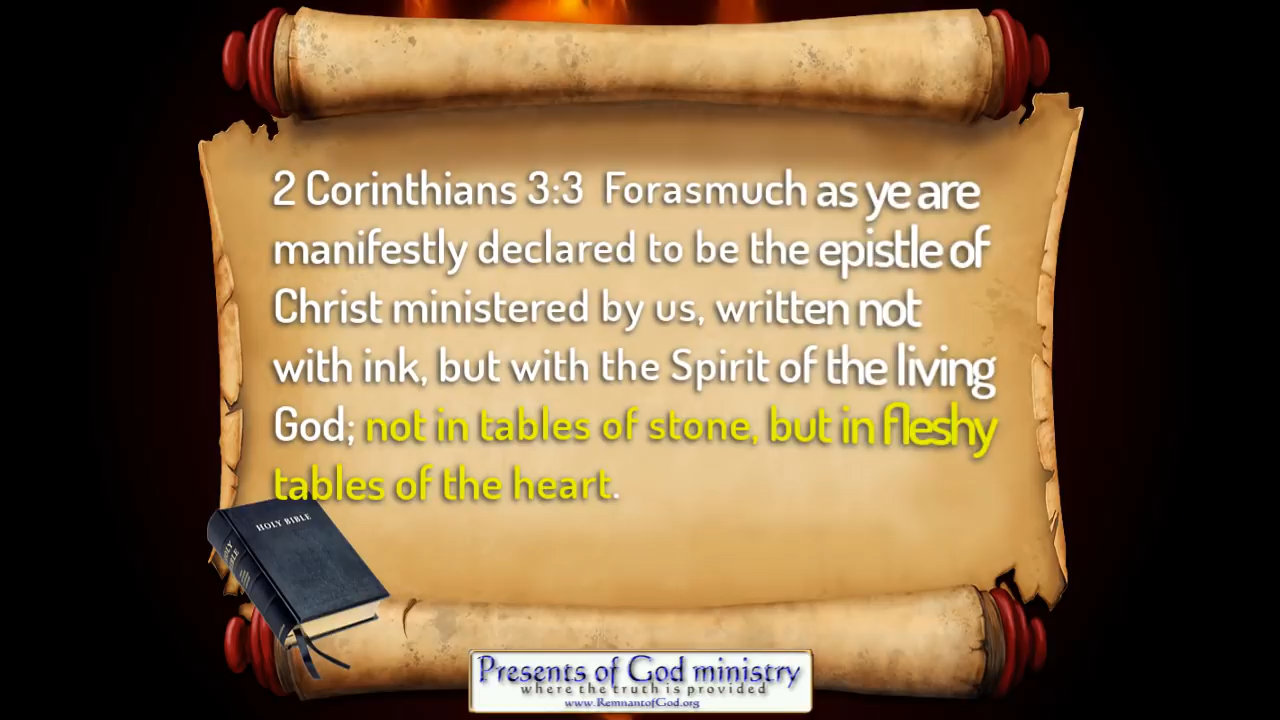 2 Corinthians 3:3 Forasmuch as ye are
manifestly declared to be the epistle of
Christ ministered by us, written not
with ink, but with the Spirit of the living
God; not in tables of stone, but in fleshy
tables of the heart.
HOLY BIBLE
HOLY
BIBLE
Presents of God ministry
where the truth is provided
www.RemnantofGod.org